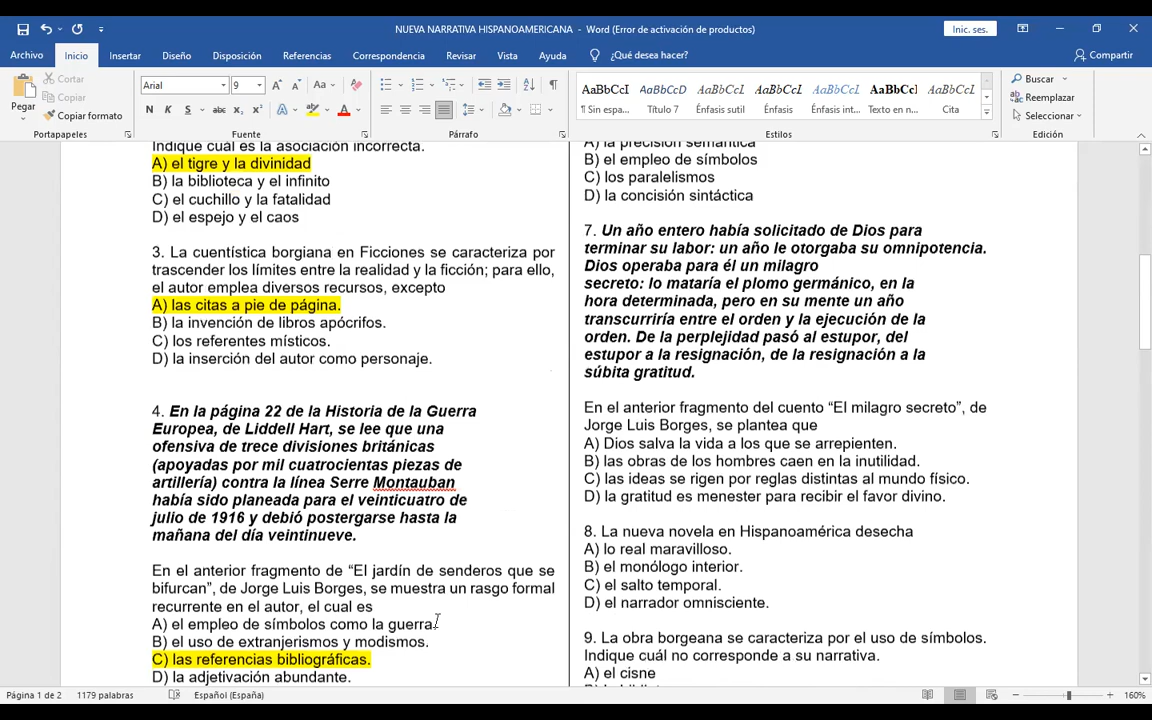 NUEVA NARRATIVA HISPANOAMERICANA - Word (Error de activación de productos)
Inic. ses.
Archivo
Inicio
Insertar
Diseño
Disposición
Referencias
Correspondencia
Revisar
Vista
Ayuda
¿Qué desea hacer?
Compartir
Pegar
Cortar
Copiar
Copiar formato
Portapapeles
Arial
9
Aa
N K S abc x₂ x²
Fuente
Párrafo
AaBbCcI AaBbCcD AaBbCcI AaBbCcI AaBbCcI AaBbCcI AaBbCcI
¶ Sin espa... Título 7 Énfasis sutil Énfasis Énfasis int... Texto en n... Cita
Estilos
Buscar
Reemplazar
Seleccionar
Edición
Indique cuál es la asociación incorrecta.
A) el tigre y la divinidad
B) la biblioteca y el infinito
C) el cuchillo y la fatalidad
D) el espejo y el caos
3. La cuentística borgiana en Ficciones se caracteriza por
trascender los límites entre la realidad y la ficción; para ello,
el autor emplea diversos recursos, excepto
A) las citas a pie de página.
B) la invención de libros apócrifos.
C) los referentes místicos.
D) la inserción del autor como personaje.
4. En la página 22 de la Historia de la Guerra
Europea, de Liddell Hart, se lee que una
ofensiva de trece divisiones británicas
(apoyadas por mil cuatrocientas piezas de
artillería) contra la línea Serre Montauban
había sido planeada para el veinticuatro de
julio de 1916 y debió postergarse hasta la
mañana del día veintinueve.
En el anterior fragmento de “El jardín de senderos que se
bifurcan”, de Jorge Luis Borges, se muestra un rasgo formal
recurrente en el autor, el cual es
A) el empleo de símbolos como la guerra.
B) el uso de extranjerismos y modismos.
C) las referencias bibliográficas.
D) la adjetivación abundante.
A) la precisión semántica
B) el empleo de símbolos
C) los paralelismos
D) la concisión sintáctica
7. Un año entero había solicitado de Dios para
terminar su labor: un año le otorgaba su omnipotencia.
Dios operaba para él un milagro
secreto: lo mataría el plomo germánico, en la
hora determinada, pero en su mente un año
transcurriría entre el orden y la ejecución de la
orden. De la perplejidad pasó al estupor, del
estupor a la resignación, de la resignación a la
súbita gratitud.
En el anterior fragmento del cuento “El milagro secreto”, de
Jorge Luis Borges, se plantea que
A) Dios salva la vida a los que se arrepienten.
B) las obras de los hombres caen en la inutilidad.
C) las ideas se rigen por reglas distintas al mundo físico.
D) la gratitud es menester para recibir el favor divino.
8. La nueva novela en Hispanoamérica desecha
A) lo real maravilloso.
B) el monólogo interior.
C) el salto temporal.
D) el narrador omnisciente.
9. La obra borgeana se caracteriza por el uso de símbolos.
Indique cuál no corresponde a su narrativa.
A) el cisne
Página 1 de 2
1179 palabras
Español (España)
160%